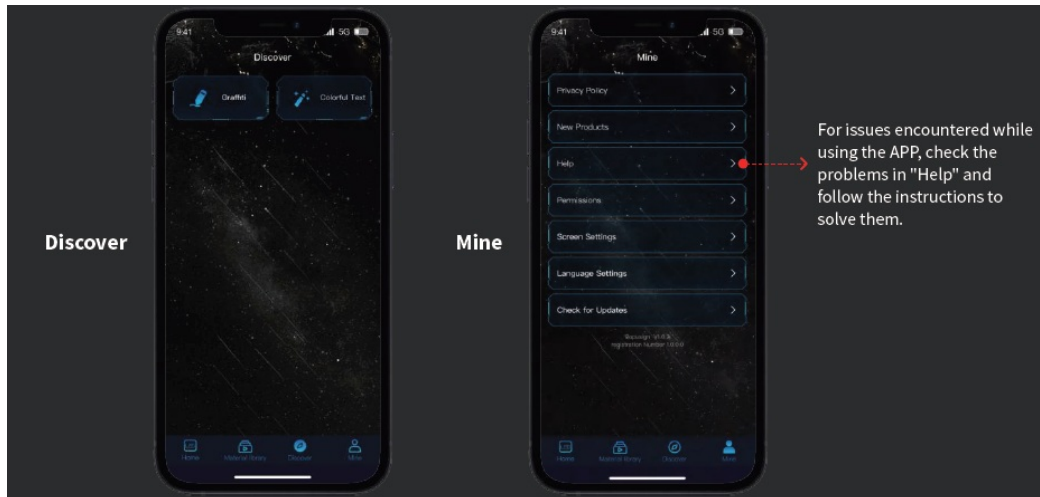 9:41
5G
Discover
Graffiti
Colorful Text
Discover
Home
Material library
Discover
Mine
9:41
5G
Mine
Privacy Policy
New Products
Help
Permissions
Screen Settings
Language Settings
Check for Updates
registration Number
Mine
Home
Material library
Discover
Mine
For issues encountered while
using the APP, check the
problems in "Help" and
follow the instructions to
solve them.